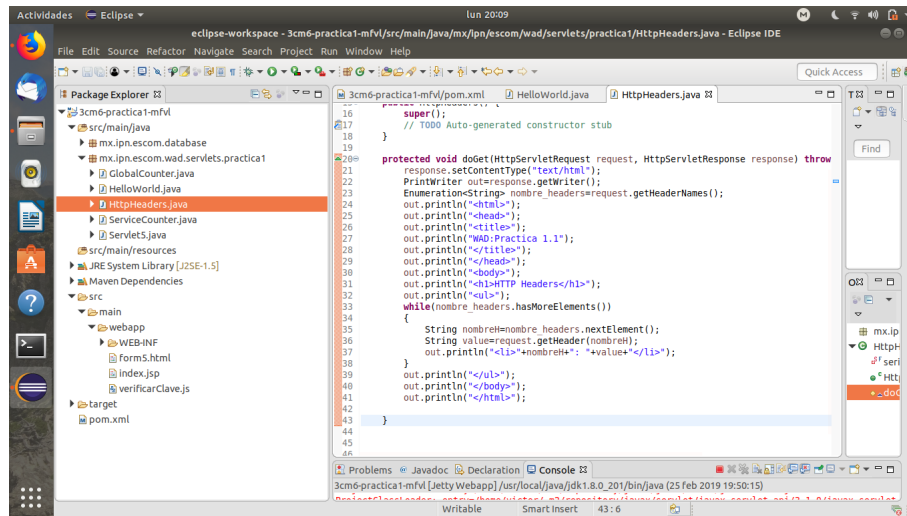 Actividades Eclipse lun 20:09
eclipse-workspace - 3cm6-practica1-mfvl/src/main/java/mx/ipn/escom/wad/servlets/practica1/HttpHeaders.java - Eclipse IDE
File Edit Source Refactor Navigate Search Project Run Window Help
Quick Access
Package Explorer
3cm6-practica1-mfvl
src/main/java
mx.ipn.escom.database
mx.ipn.escom.wad.servlets.practica1
GlobalCounter.java
HelloWorld.java
HttpHeaders.java
ServiceCounter.java
Servlet5.java
src/main/resources
JRE System Library [J2SE-1.5]
Maven Dependencies
src
main
webapp
WEB-INF
form5.html
index.jsp
verificarClave.js
target
pom.xml
3cm6-practica1-mfvl/pom.xml HelloWorld.java HttpHeaders.java
16 super();
17 // TODO Auto-generated constructor stub
18 }
19
20 protected void doGet(HttpServletRequest request, HttpServletResponse response) throw
21 response.setContentType("text/html");
22 PrintWriter out=response.getWriter();
23 Enumeration<String> nombre_headers=request.getHeaderNames();
24 out.println("<html>");
25 out.println("<head>");
26 out.println("<title>");
27 out.println("WAD:Practica 1.1");
28 out.println("</title>");
29 out.println("</head>");
30 out.println("<body>");
31 out.println("<h1>HTTP Headers</h1>");
32 out.println("<ul>");
33 while(nombre_headers.hasMoreElements())
34 {
35 String nombreH=nombre_headers.nextElement();
36 String value=request.getHeader(nombreH);
37 out.println("<li>"+nombreH+": "+value+"</li>");
38 }
39 out.println("</ul>");
40 out.println("</body>");
41 out.println("</html>");
42
43 }
44
45
46
Find
mx.ip
HttpH
seri
Htt
doG
Problems Javadoc Declaration Console
3cm6-practica1-mfvl [Jetty Webapp] /usr/local/java/jdk1.8.0_201/bin/java (25 feb 2019 19:50:15)
Writable Smart Insert 43 : 6